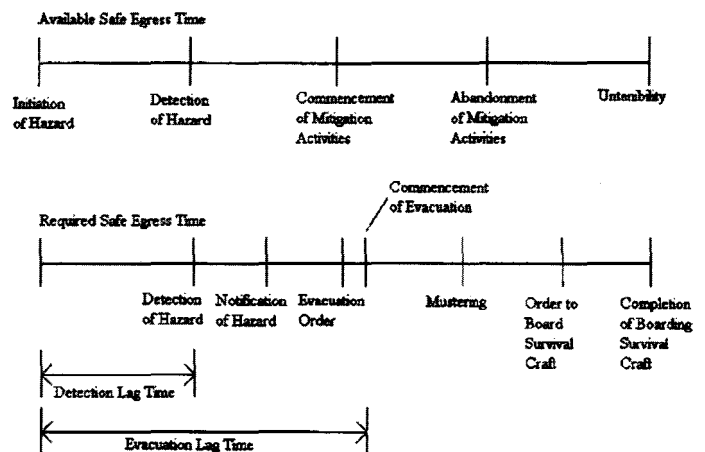 Available Safe Egress Time
Initiation
of Hazard
Detection
of Hazard
Commencement
of Mitigation
Activities
Abandonment
of Mitigation
Activities
Untenibility
Commencement
of Evacuation
Required Safe Egress Time
Detection
of Hazard
Notification
of Hazard
Evacuation
Order
Mustering
Order to
Board
Survival
Craft
Completion
of Boarding
Survival
Craft
Detection Lag Time
Evacuation Lag Time